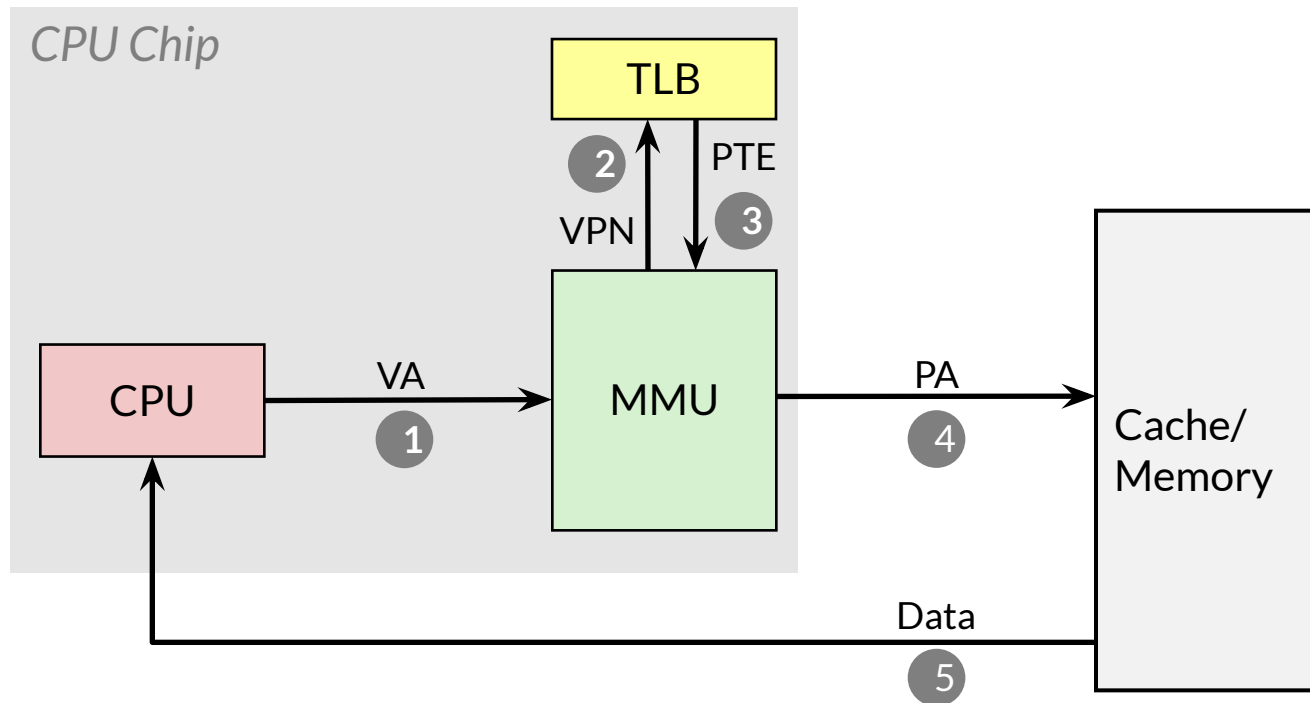 CPU Chip
TLB
2
PTE
VPN
3
CPU
VA
1
MMU
PA
4
Cache/
Memory
Data
5